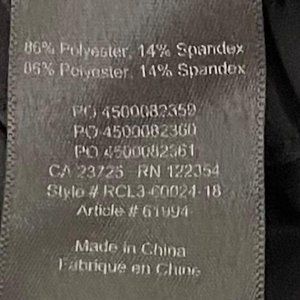 86% Polyester, 14% Spandex
86% Polyester, 14% Spandex
PO 4500082359
PO 4500082360
PO 4500082361
CA 23725 RN 122354
Style # RCL3-00024-18
Article # 61994
Made in China
Fabriqué en Chine